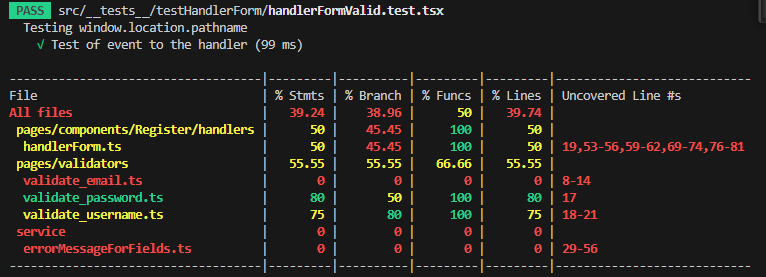 PASS src/__tests__/testHandlerForm/handlerFormValid.test.tsx
Testing window.location.pathname
√ Test of event to the handler (99 ms)
-----------------------------------|---------|----------|---------|---------|----------------------------
File | % Stmts | % Branch | % Funcs | % Lines | Uncovered Line #s
All files | 39.24 | 38.96 | 50 | 39.74 |
pages/components/Register/handlers | 50 | 45.45 | 100 | 50 |
handlerForm.ts | 50 | 45.45 | 100 | 50 | 19,53-56,59-62,69-74,76-81
pages/validators | 55.55 | 55.55 | 66.66 | 55.55 |
validate_email.ts | 0 | 0 | 0 | 0 | 8-14
validate_password.ts | 80 | 50 | 100 | 80 | 17
validate_username.ts | 75 | 80 | 100 | 75 | 18-21
service | 0 | 0 | 0 | 0 |
errorMessageForFields.ts | 0 | 0 | 0 | 0 | 29-56
-----------------------------------|---------|----------|---------|---------|----------------------------